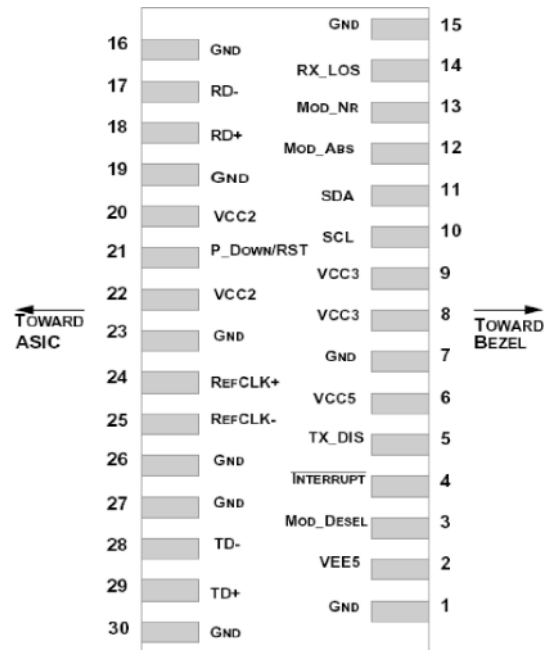 GND 15
16 GND
RX_LOS 14
17 RD-
MOD_NR 13
18 RD+
MOD_ABS 12
19 GND
SDA 11
20 VCC2
SCL 10
21 P_DOWN/RST
VCC3 9
22 VCC2
VCC3 8
TOWARD ASIC
TOWARD BEZEL
23 GND
GND 7
24 REFCLK+
VCC5 6
25 REFCLK-
TX_DIS 5
26 GND
INTERRUPT 4
27 GND
MOD_DESEL 3
28 TD-
VEE5 2
29 TD+
GND 1
30 GND